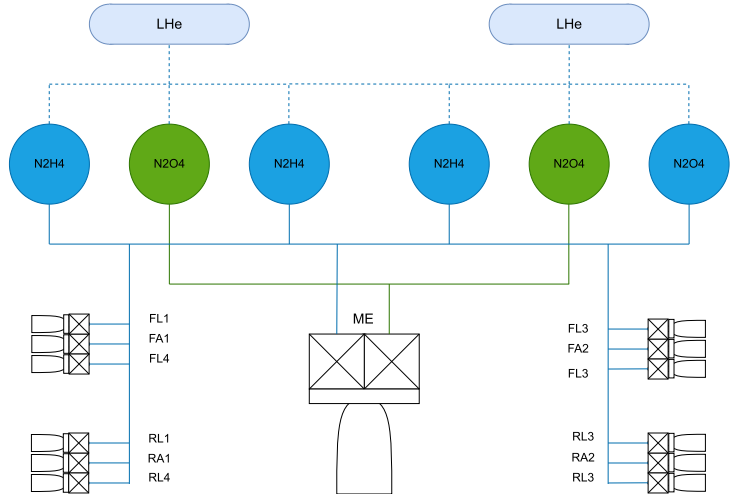 LHe
LHe
N2H4
N2O4
N2H4
N2H4
N2O4
N2O4
FL1
FA1
FL4
ME
FL3
FA2
FL3
RL1
RA1
RL4
RL3
RA2
RL3